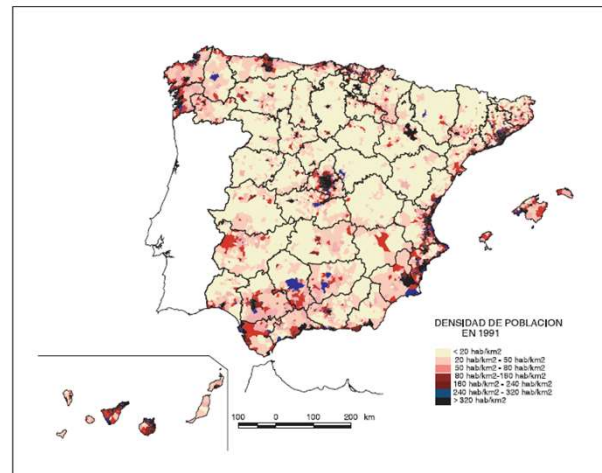 DENSIDAD DE POBLACION
EN 1991
< 20 hab/km2
20 hab/km2 - 50 hab/km2
50 hab/km2 - 80 hab/km2
80 hab/km2-160 hab/km2
160 hab/km2 - 240 hab/km2
240 hab/km2 - 320 hab/km2
> 320 hab/km2
100 0 100 200 km